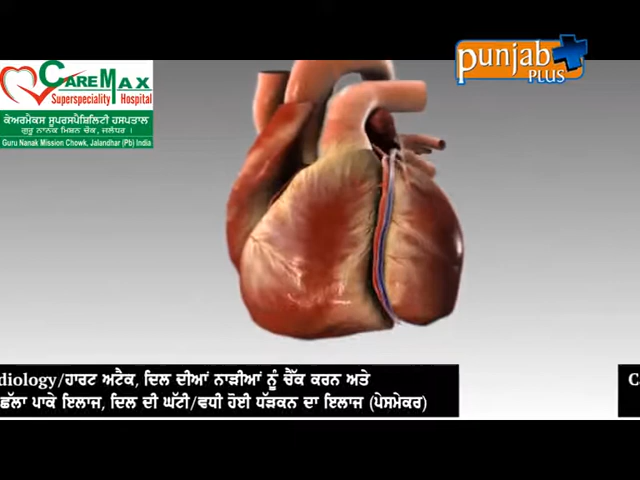 CAREMAX
Superspeciality Hospital
ਕੇਅਰਮੈਕਸ ਸੂਪਰਸਪੈਸ਼ਿਲਿਟੀ ਹਸਪਤਾਲ
ਗੁਰੂ ਨਾਨਕ ਮਿਸ਼ਨ ਚੌਕ, ਜਲੰਧਰ ।
Guru Nanak Mission Chowk, Jalandhar (Pb) India
punjab
PLUS
diology/ਹਾਰਟ ਅਟੈਕ, ਦਿਲ ਦੀਆਂ ਨਾੜੀਆਂ ਨੂੰ ਚੈੱਕ ਕਰਨ ਅਤੇ
ਛੱਲਾ ਪਾਕੇ ਇਲਾਜ, ਦਿਲ ਦੀ ਘੱਟੀ/ਵਧੀ ਹੋਈ ਧੱੜਕਨ ਦਾ ਇਲਾਜ (ਪੇਸਮੇਕਰ)
C